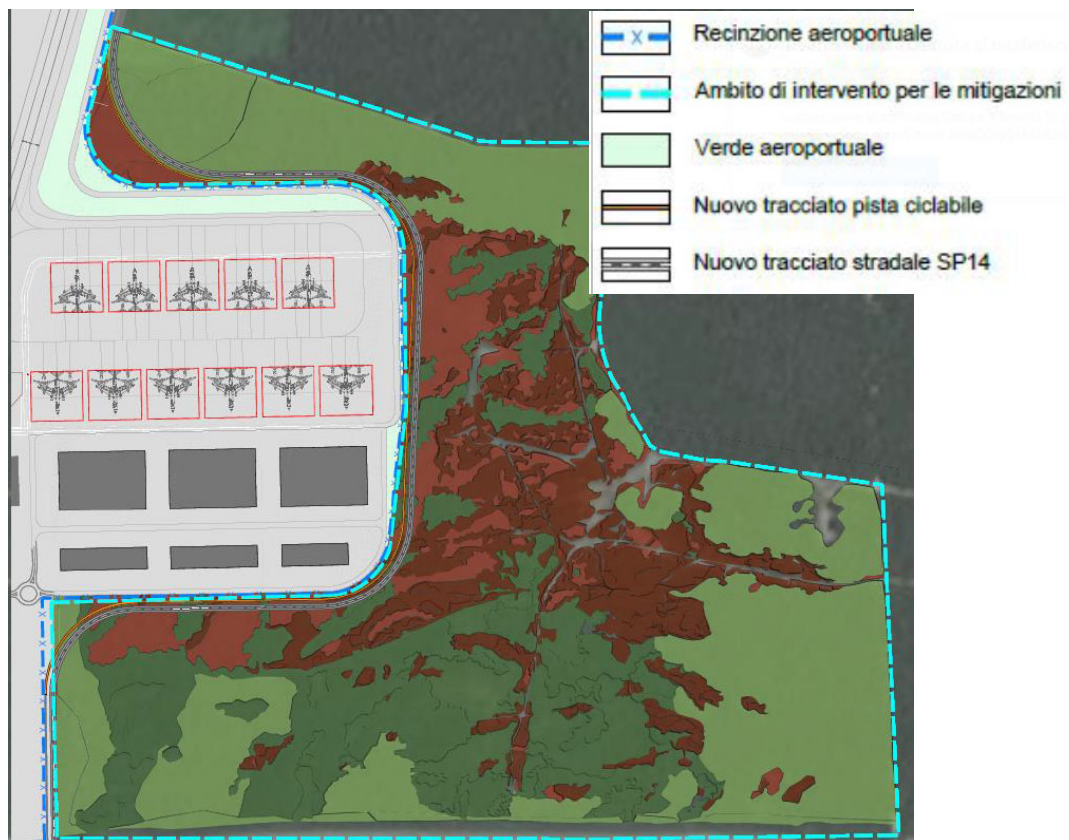 Recinzione aeroportuale
Ambito di intervento per le mitigazioni
Verde aeroportuale
Nuovo tracciato pista ciclabile
Nuovo tracciato stradale SP14